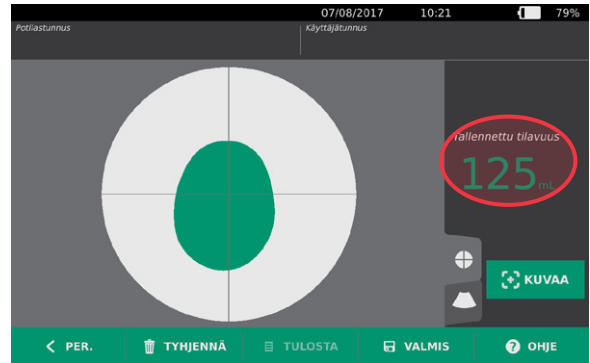 07/08/2017 10:21 79%
Potilastunnus Käyttäjätunnus
Tallennettu tilavuus
125 mL
KUVAA
PER. TYHJENNÄ TULOSTA VALMIS OHJE